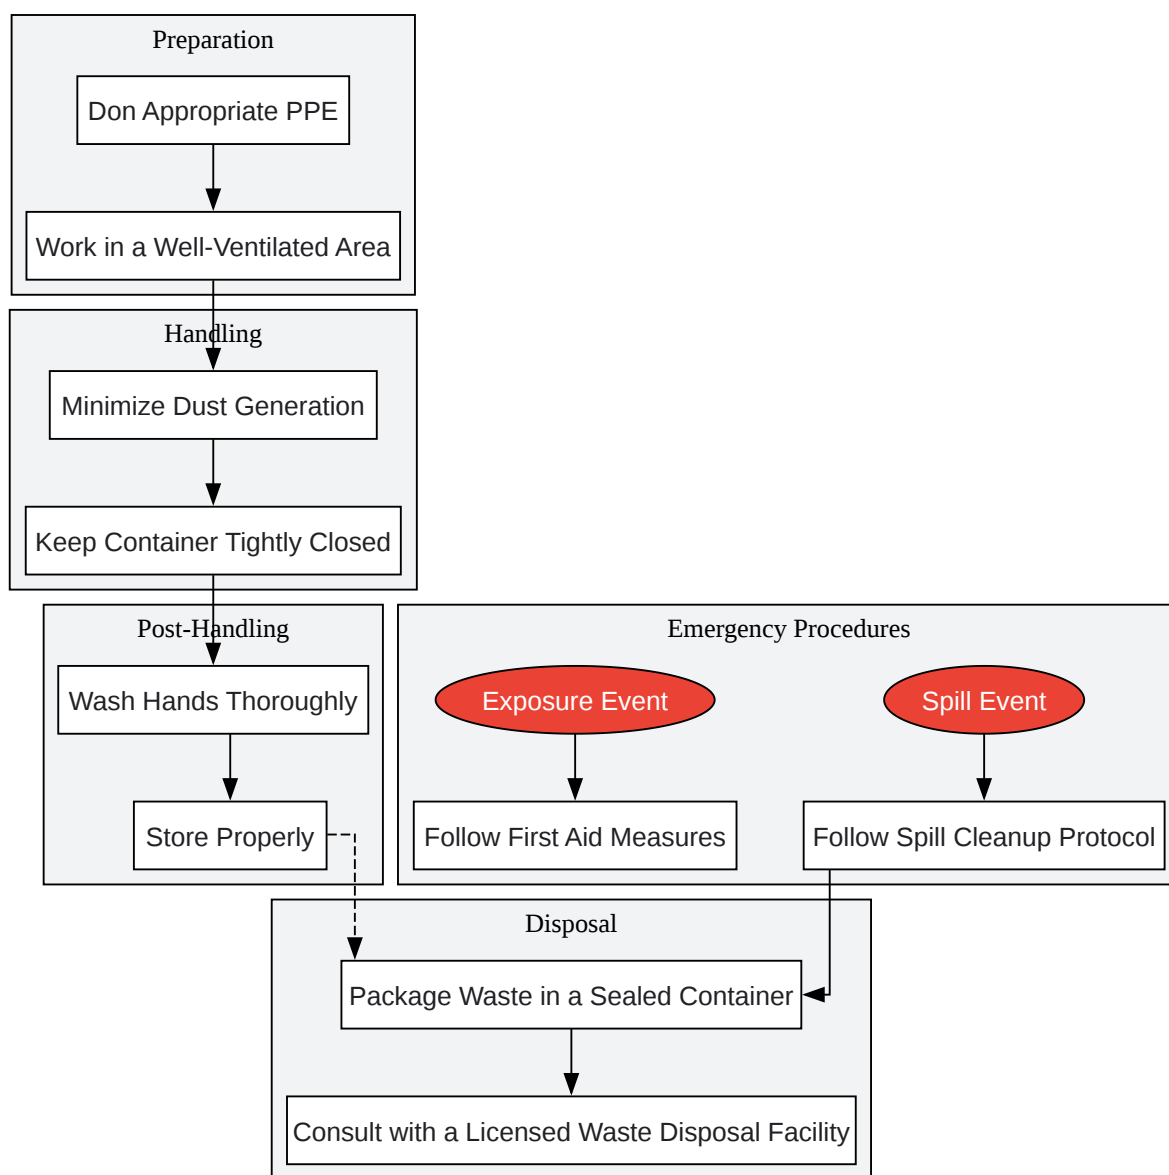 Preparation
Don Appropriate PPE
Work in a Well-Ventilated Area
Handling
Minimize Dust Generation
Keep Container Tightly Closed
Post-Handling
Wash Hands Thoroughly
Store Properly
Emergency Procedures
Exposure Event
Spill Event
Follow First Aid Measures
Follow Spill Cleanup Protocol
Disposal
Package Waste in a Sealed Container
Consult with a Licensed Waste Disposal Facility